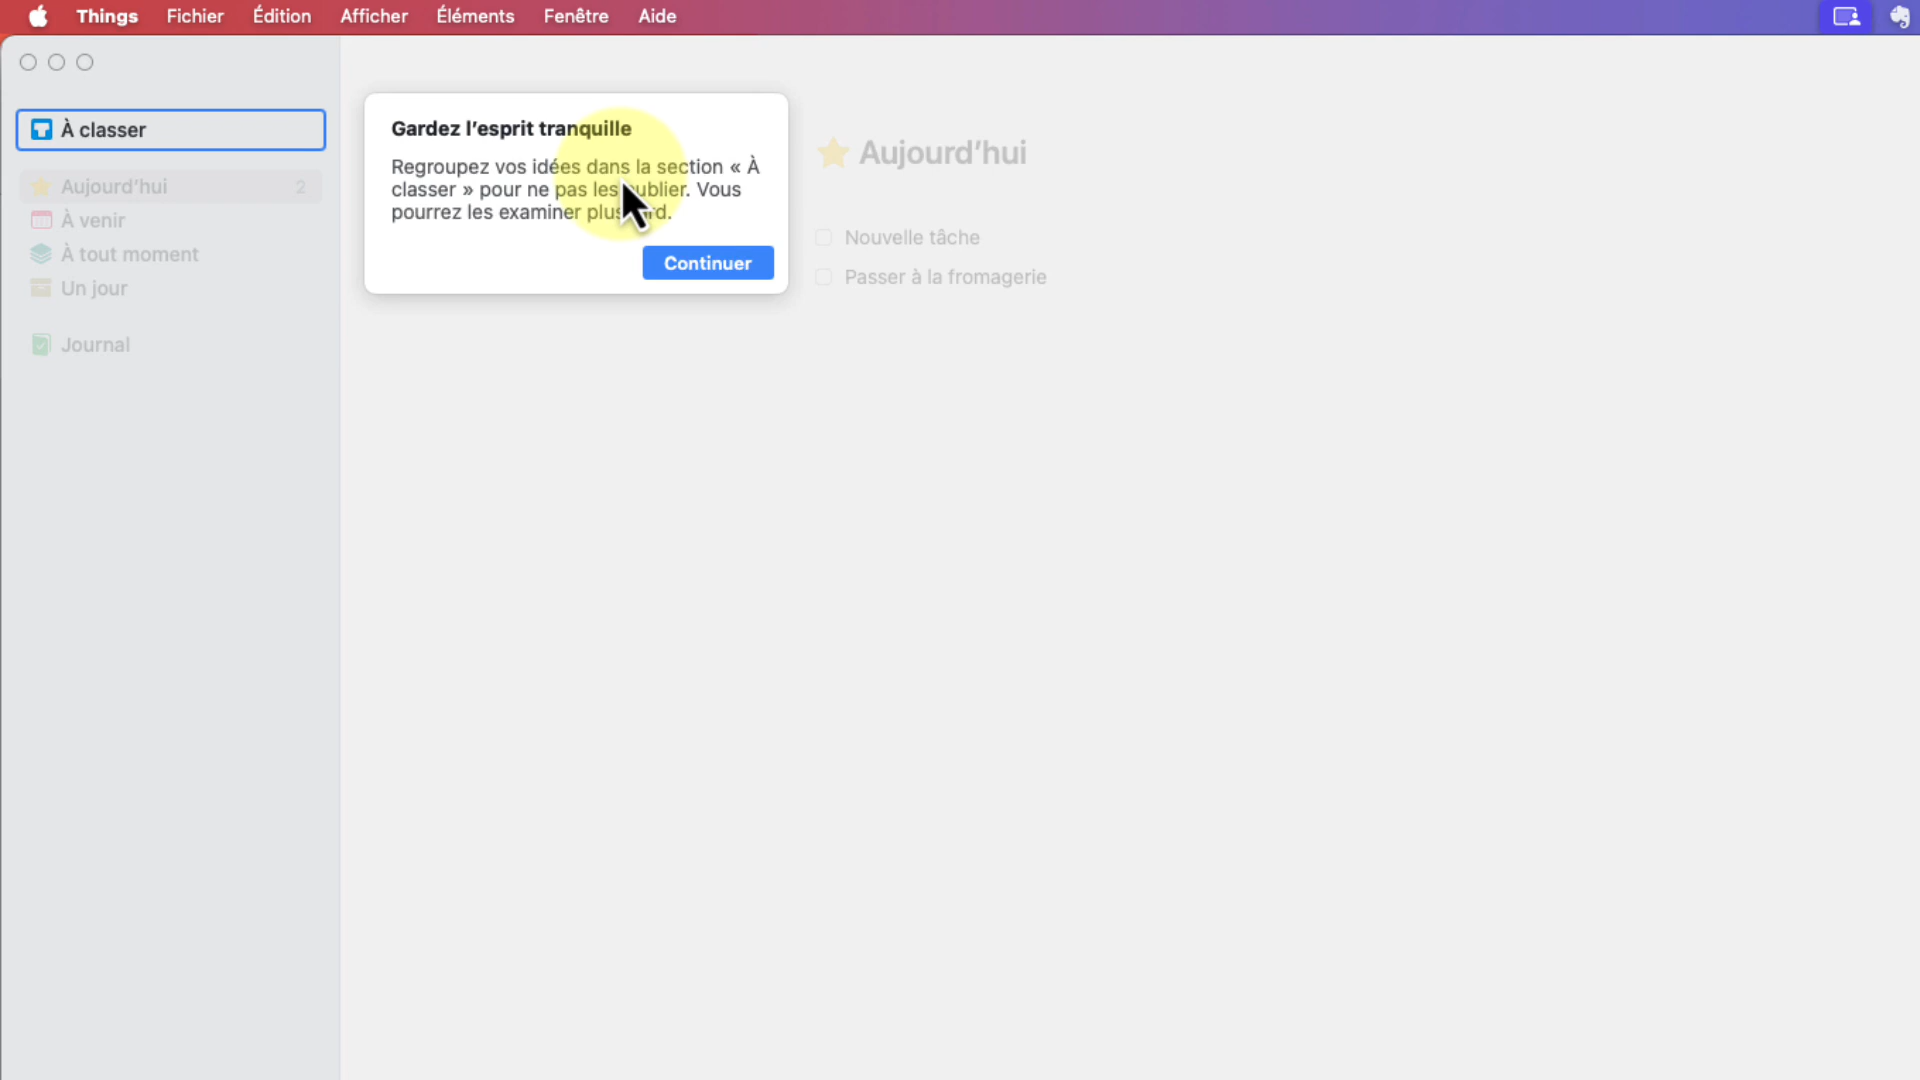 Things Fichier Édition Afficher Éléments Fenêtre Aide
À classer
Aujourd'hui 2
À venir
À tout moment
Un jour
Journal
Gardez l'esprit tranquille
Regroupez vos idées dans la section « À
classer » pour ne pas les oublier. Vous
pourrez les examiner plus tard.
Continuer
Aujourd'hui
Nouvelle tâche
Passer à la fromagerie